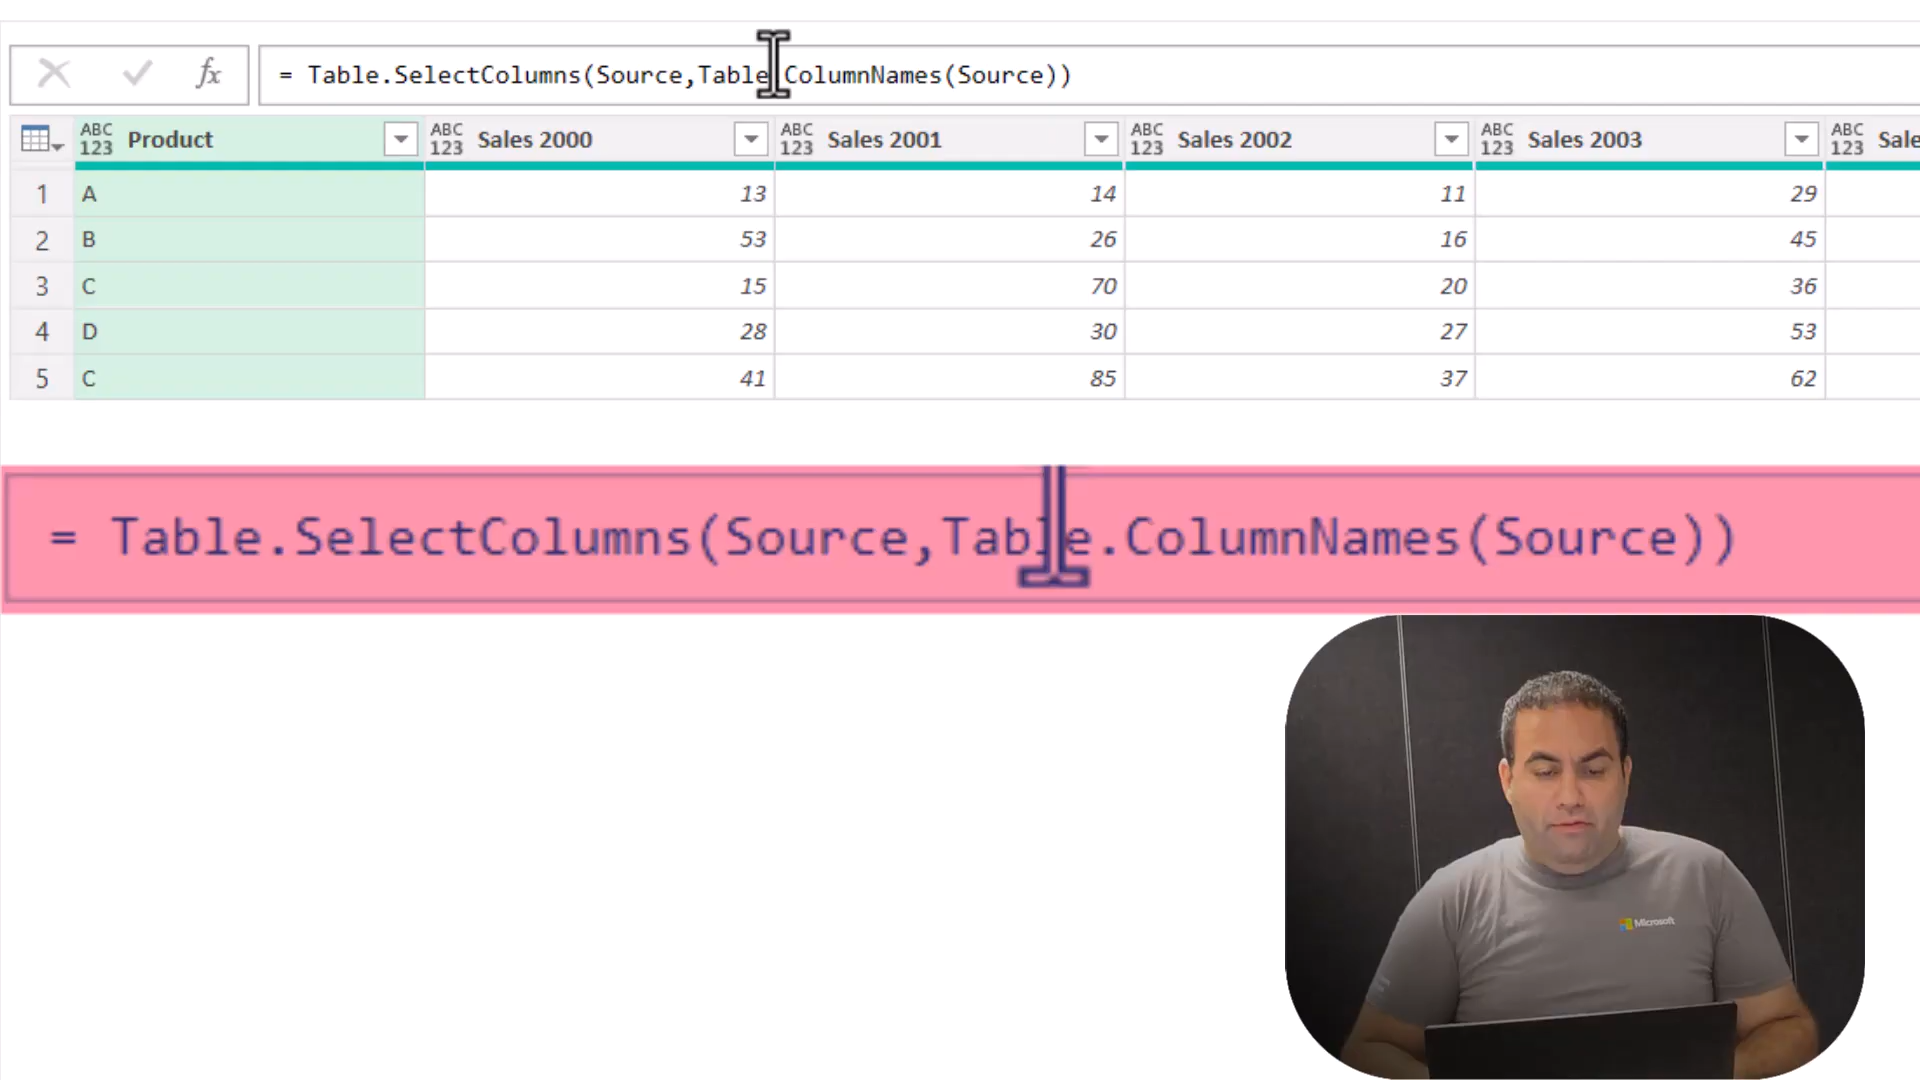 fx = Table.SelectColumns(Source,Table.ColumnNames(Source))
ABC 123 Product ABC 123 Sales 2000 ABC 123 Sales 2001 ABC 123 Sales 2002 ABC 123 Sales 2003 ABC 123 Sale
1 A 13 14 11 29
2 B 53 26 16 45
3 C 15 70 20 36
4 D 28 30 27 53
5 C 41 85 37 62
= Table.SelectColumns(Source,Table.ColumnNames(Source))
Microsoft